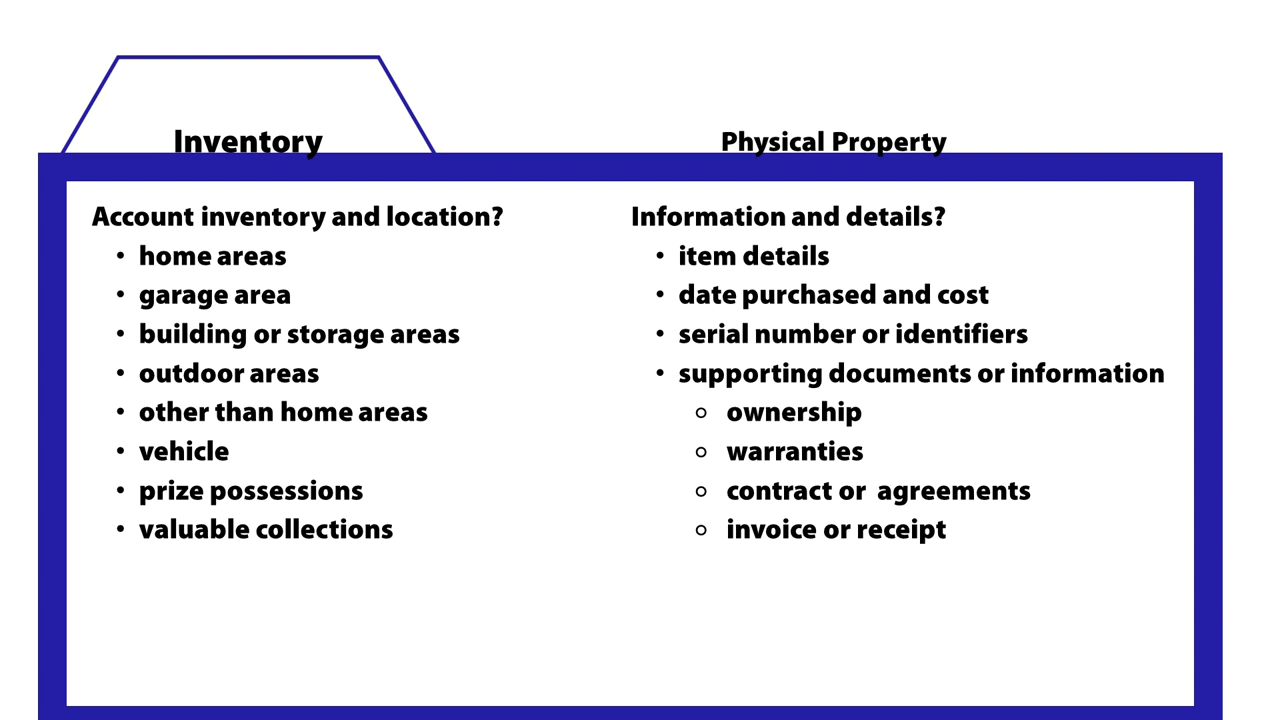 Inventory
Physical Property
Account inventory and location?
• home areas
• garage area
• building or storage areas
• outdoor areas
• other than home areas
• vehicle
• prize possessions
• valuable collections
Information and details?
• item details
• date purchased and cost
• serial number or identifiers
• supporting documents or information
○ ownership
○ warranties
○ contract or  agreements
○ invoice or receipt